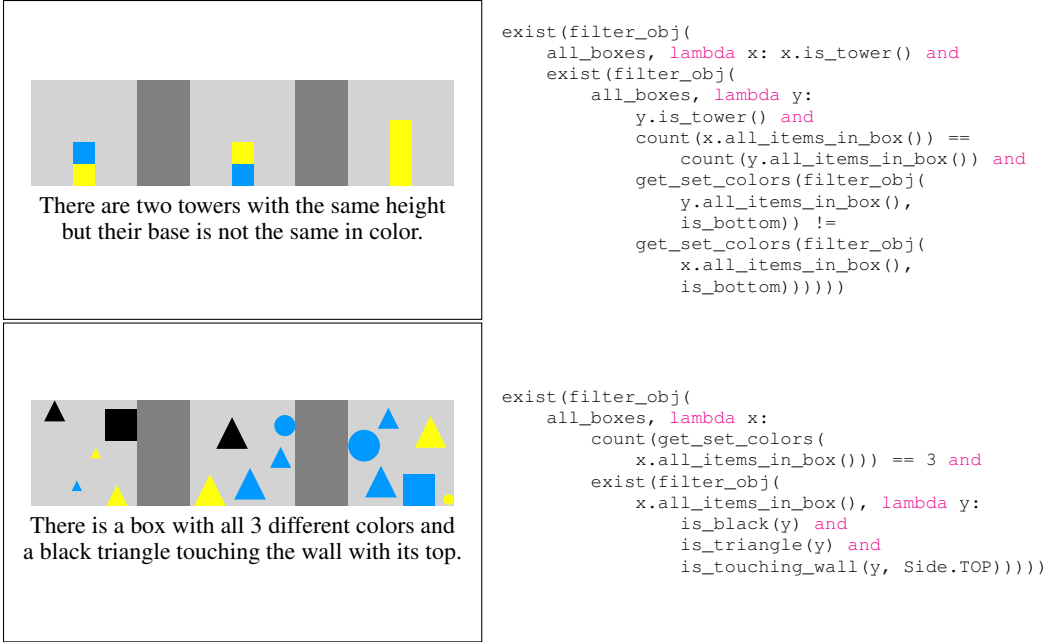 There are two towers with the same height
but their base is not the same in color.
exist(filter_obj(
    all_boxes, lambda x: x.is_tower() and
    exist(filter_obj(
        all_boxes, lambda y:
            y.is_tower() and
            count(x.all_items_in_box()) ==
                count(y.all_items_in_box()) and
            get_set_colors(filter_obj(
                y.all_items_in_box(),
                is_bottom)) !=
            get_set_colors(filter_obj(
                x.all_items_in_box(),
                is_bottom))))))
There is a box with all 3 different colors and
a black triangle touching the wall with its top.
exist(filter_obj(
    all_boxes, lambda x:
        count(get_set_colors(
            x.all_items_in_box())) == 3 and
        exist(filter_obj(
            x.all_items_in_box(), lambda y:
                is_black(y) and
                is_triangle(y) and
                is_touching_wall(y, Side.TOP)))))